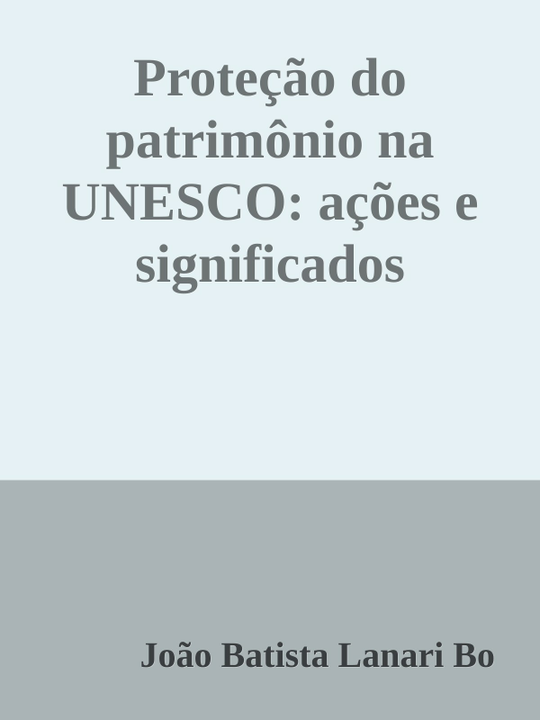 Proteção do
patrimônio na
UNESCO: ações e
significados
João Batista Lanari Bo